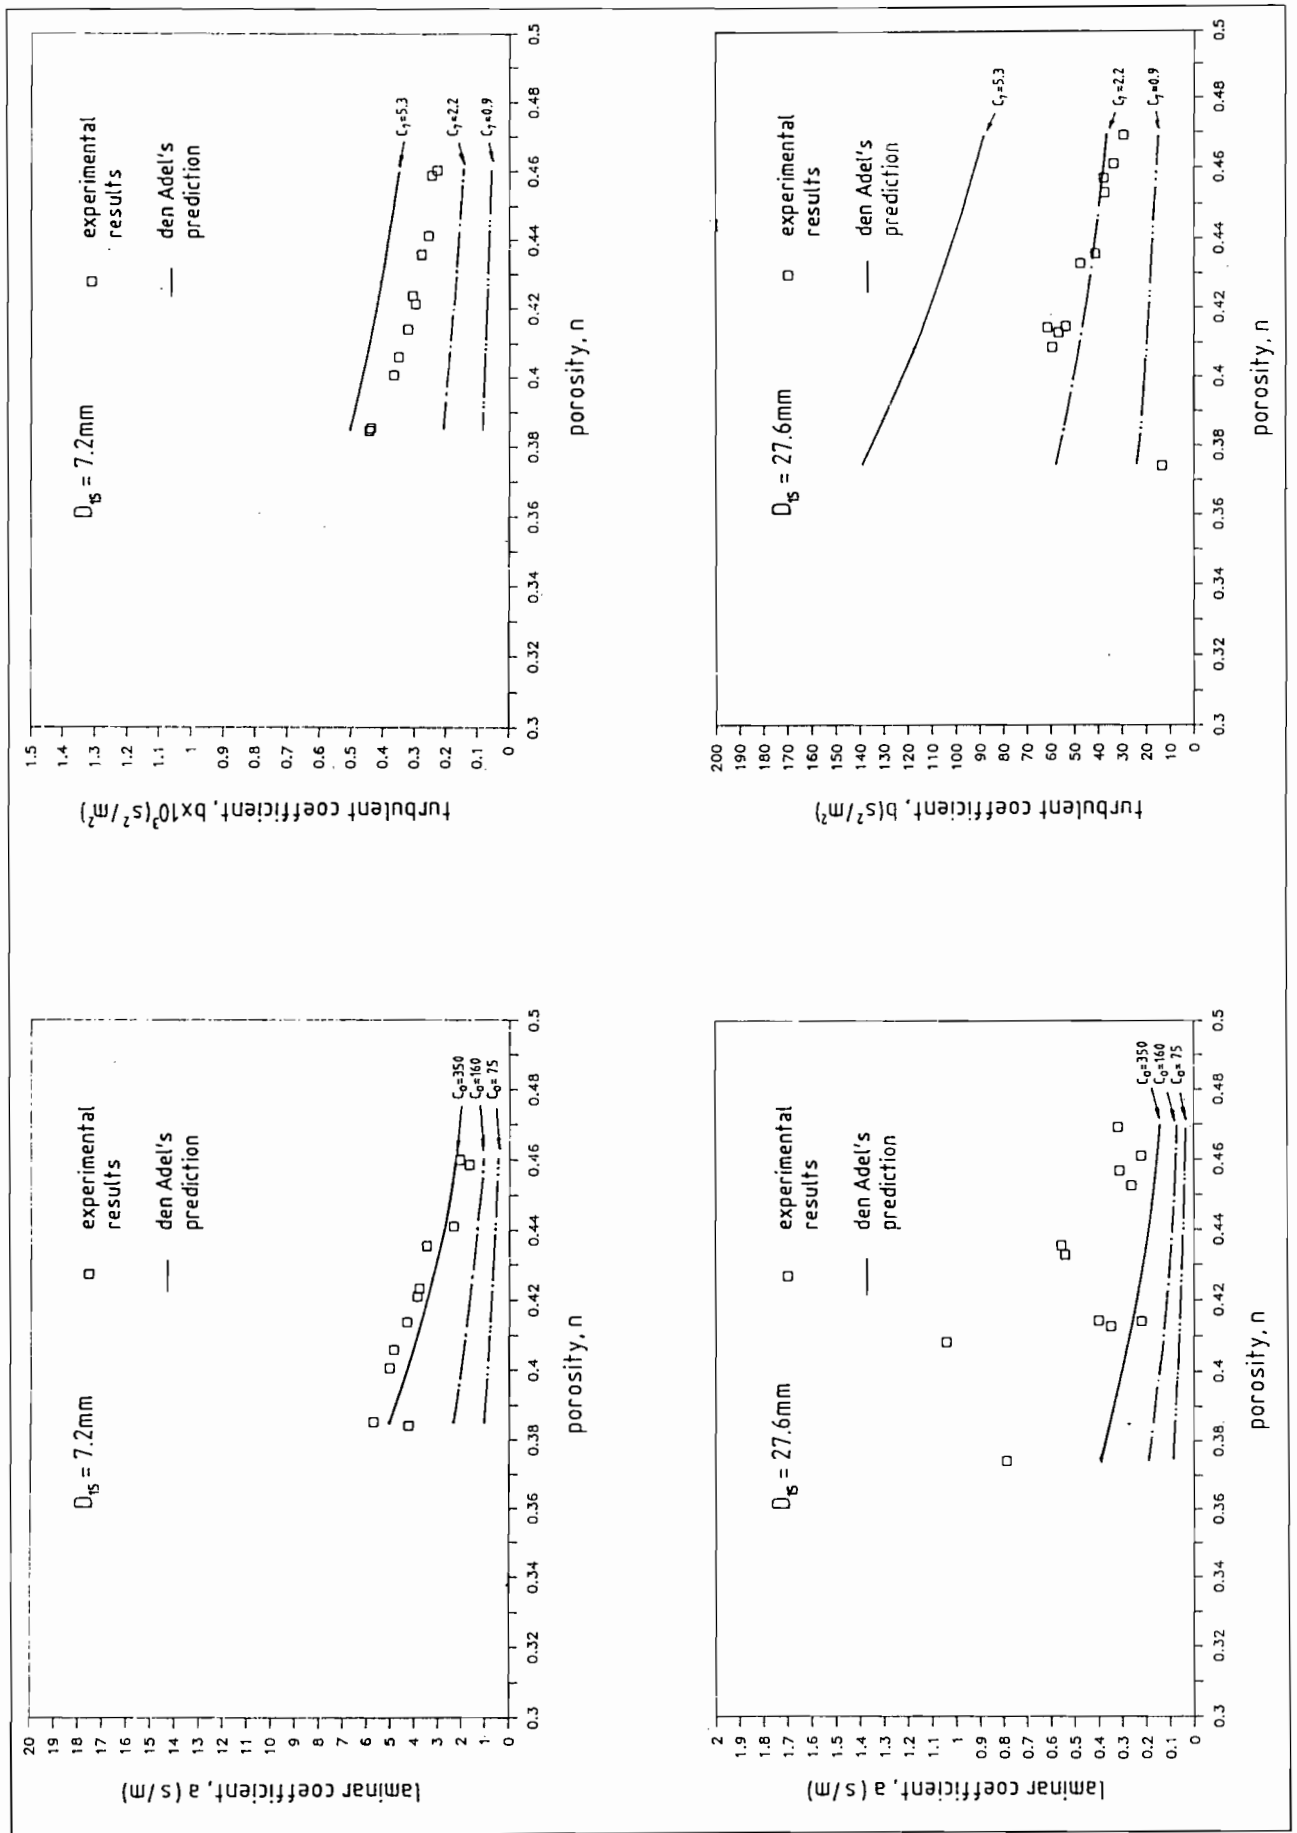 laminar coefficient, a (s/m)
20
19
18
17
16
15
14
13
12
11
10
9
8
7
6
5
4
3
2
1
0
D15 = 7.2mm
experimental
results
den Adel's
prediction
C0=350
C0=160
C0=75
0.3 0.32 0.34 0.36 0.38 0.4 0.42 0.44 0.46 0.48 0.5
porosity, n
turbulent coefficient, bx10³(s²/m²)
1.5
1.4
1.3
1.2
1.1
1
0.9
0.8
0.7
0.6
0.5
0.4
0.3
0.2
0.1
0
D15 = 7.2mm
experimental
results
den Adel's
prediction
C7=5.3
C7=2.2
C7=0.9
0.3 0.32 0.34 0.36 0.38 0.4 0.42 0.44 0.46 0.48 0.5
porosity, n
laminar coefficient, a (s/m)
2
1.9
1.8
1.7
1.6
1.5
1.4
1.3
1.2
1.1
1
0.9
0.8
0.7
0.6
0.5
0.4
0.3
0.2
0.1
0
D15 = 27.6mm
experimental
results
den Adel's
prediction
C0=350
C0=160
C0=75
0.3 0.32 0.34 0.36 0.38 0.4 0.42 0.44 0.46 0.48 0.5
porosity, n
turbulent coefficient, b(s²/m²)
200
190
180
170
160
150
140
130
120
110
100
90
80
70
60
50
40
30
20
10
0
D15 = 27.6mm
experimental
results
den Adel's
prediction
C7=5.3
C7=2.2
C7=0.9
0.3 0.32 0.34 0.36 0.38 0.4 0.42 0.44 0.46 0.48 0.5
porosity, n